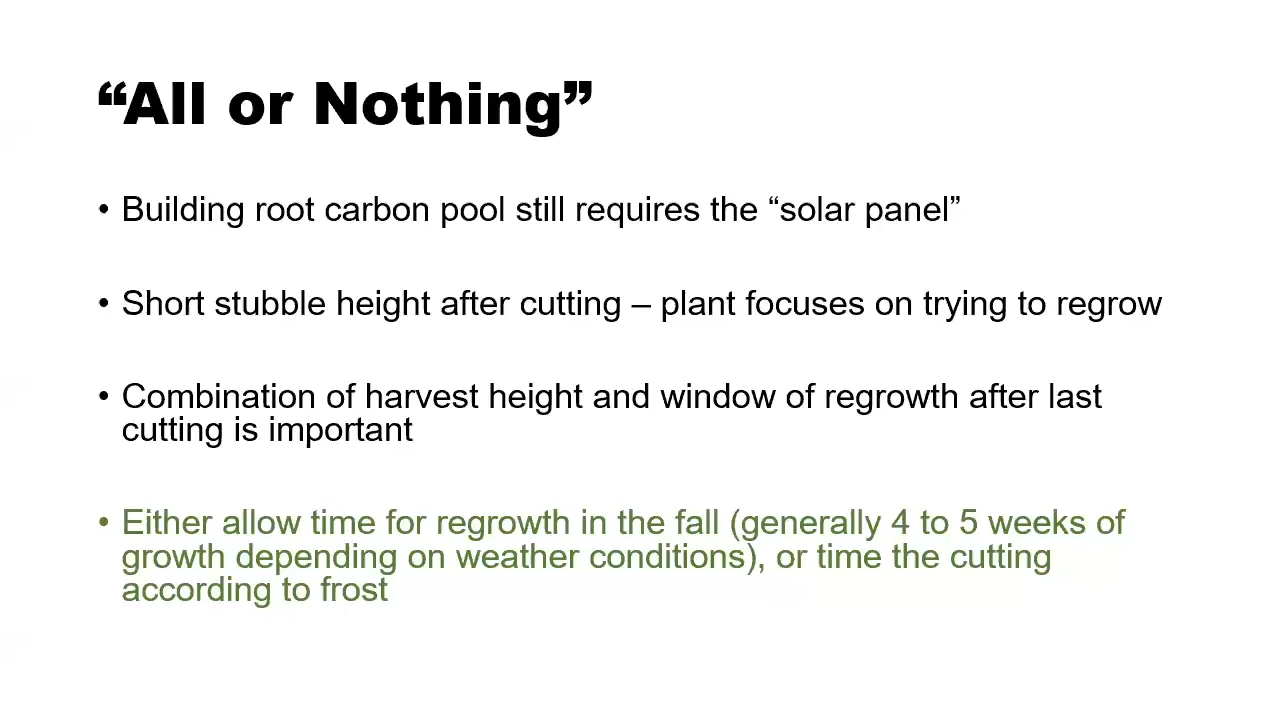 “All or Nothing”
• Building root carbon pool still requires the “solar panel”
• Short stubble height after cutting – plant focuses on trying to regrow
• Combination of harvest height and window of regrowth after last
cutting is important
• Either allow time for regrowth in the fall (generally 4 to 5 weeks of
growth depending on weather conditions), or time the cutting
according to frost